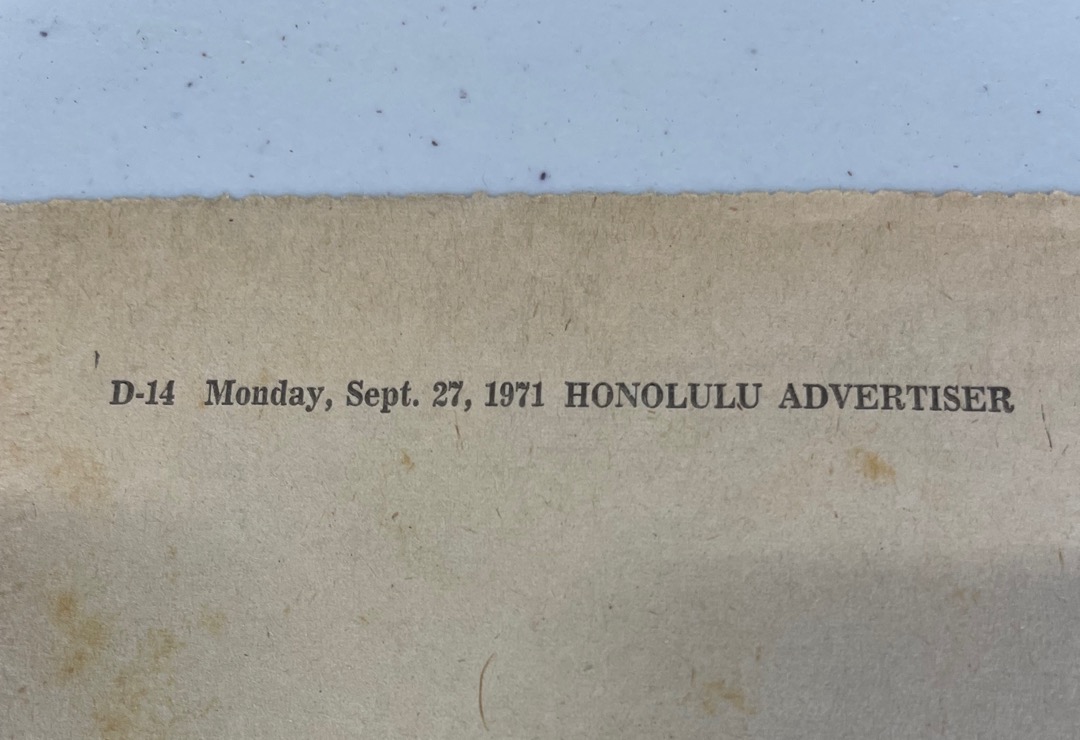 D-14 Monday, Sept. 27, 1971 HONOLULU ADVERTISER